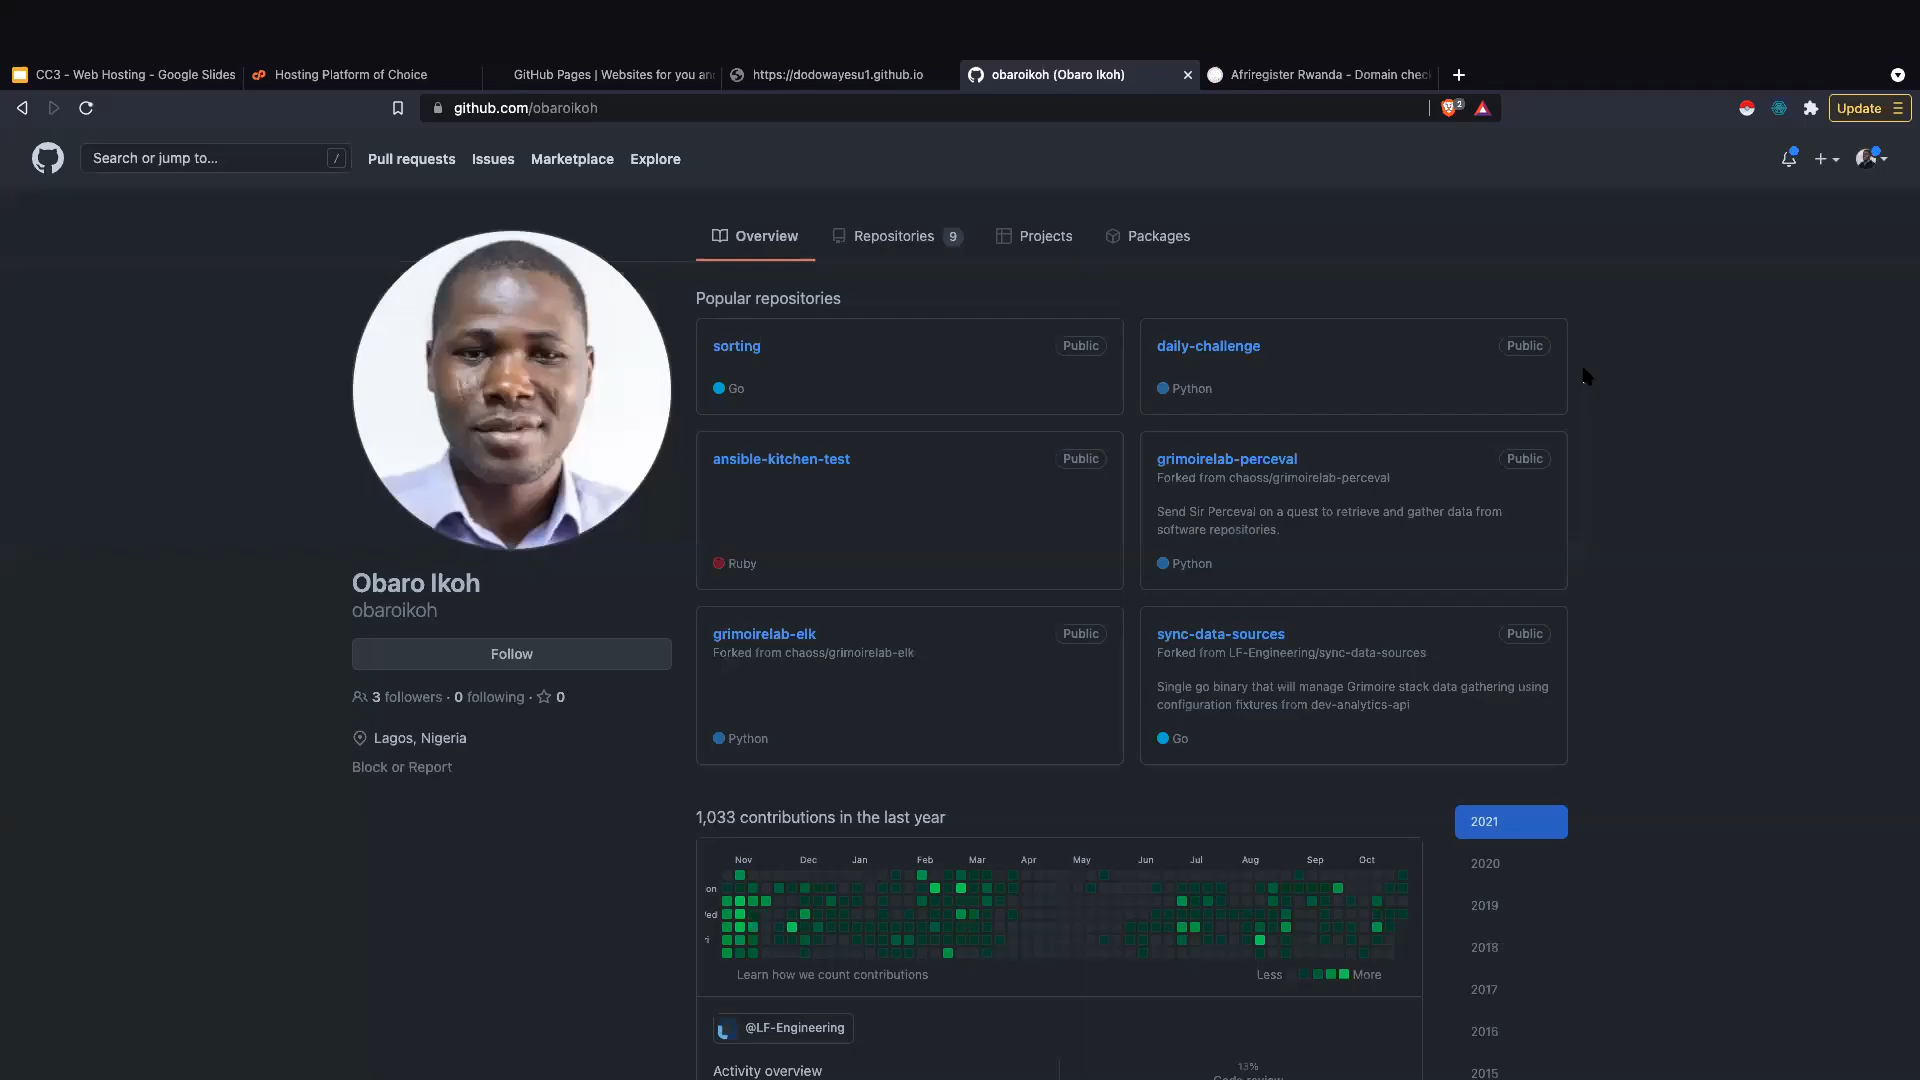 CC3 - Web Hosting - Google Slides
Hosting Platform of Choice
GitHub Pages | Websites for you and
https://dodowayesu1.github.io
obaroikoh (Obaro Ikoh)
Afriregister Rwanda - Domain chec
github.com/obaroikoh
2
Update
Search or jump to...
/
Pull requests
Issues
Marketplace
Explore
Overview
Repositories 9
Projects
Packages
Popular repositories
sorting
Public
Go
daily-challenge
Public
Python
ansible-kitchen-test
Public
Ruby
grimoirelab-perceval
Public
Forked from chaoss/grimoirelab-perceval
Send Sir Perceval on a quest to retrieve and gather data from
software repositories.
Python
grimoirelab-elk
Public
Forked from chaoss/grimoirelab-elk
Python
sync-data-sources
Public
Forked from LF-Engineering/sync-data-sources
Single go binary that will manage Grimoire stack data gathering using
configuration fixtures from dev-analytics-api
Go
Obaro Ikoh
obaroikoh
Follow
3 followers · 0 following · 0
Lagos, Nigeria
Block or Report
1,033 contributions in the last year
Nov Dec Jan Feb Mar Apr May Jun Jul Aug Sep Oct
on
ed
Learn how we count contributions
Less
More
2021
2020
2019
2018
2017
2016
2015
@LF-Engineering
Activity overview
13%
Code review